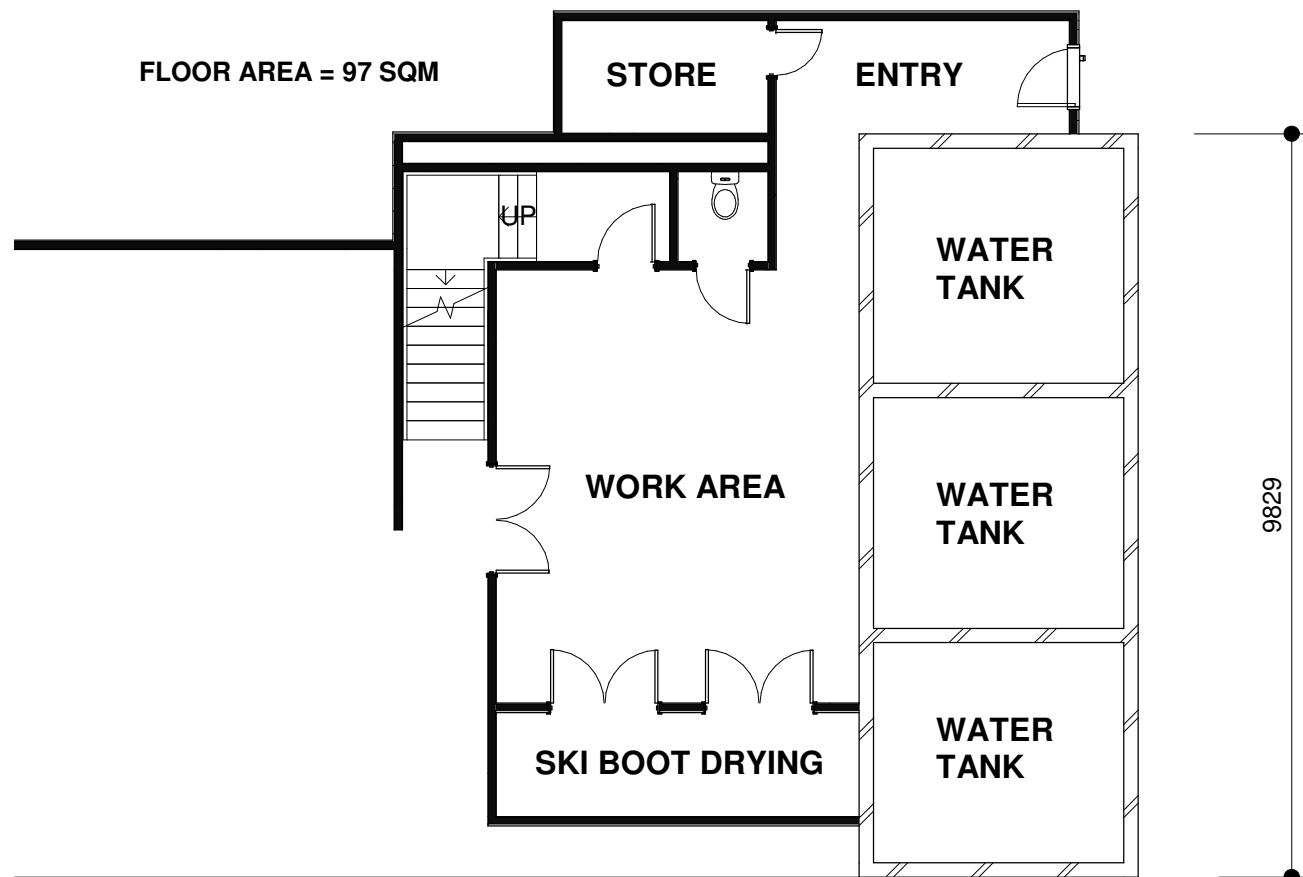 FLOOR AREA = 97 SQM
STORE
ENTRY
UP
WATER
TANK
WORK AREA
WATER
TANK
9829
WATER
TANK
SKI BOOT DRYING